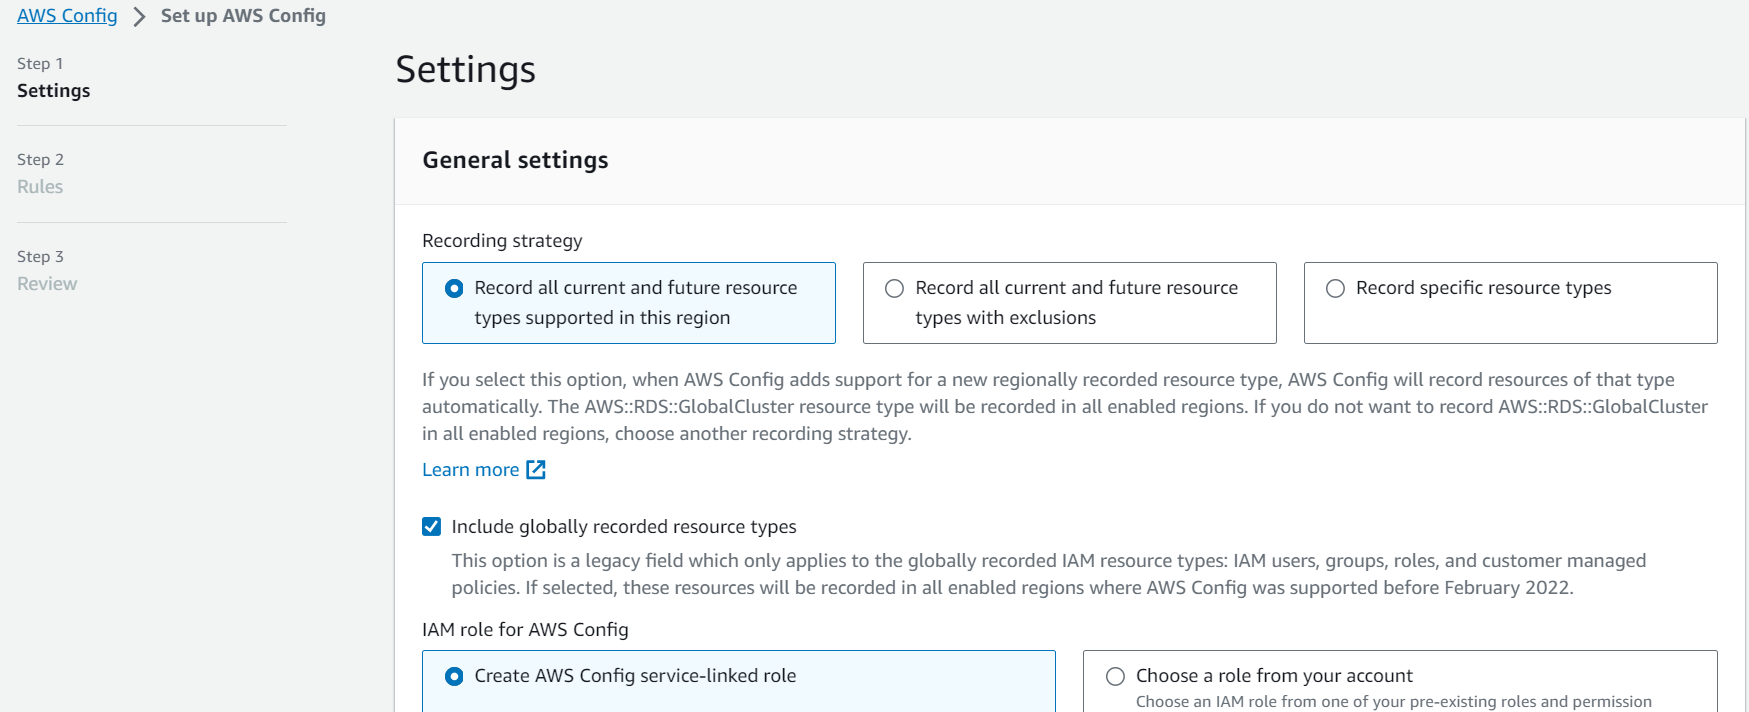 AWS Config > Set up AWS Config
Step 1
Settings
Step 2
Rules
Step 3
Review
Settings
General settings
Recording strategy
Record all current and future resource
types supported in this region
Record all current and future resource
types with exclusions
Record specific resource types
If you select this option, when AWS Config adds support for a new regionally recorded resource type, AWS Config will record resources of that type
automatically. The AWS::RDS::GlobalCluster resource type will be recorded in all enabled regions. If you do not want to record AWS::RDS::GlobalCluster
in all enabled regions, choose another recording strategy.
Learn more
Include globally recorded resource types
This option is a legacy field which only applies to the globally recorded IAM resource types: IAM users, groups, roles, and customer managed
policies. If selected, these resources will be recorded in all enabled regions where AWS Config was supported before February 2022.
IAM role for AWS Config
Create AWS Config service-linked role
Choose a role from your account
Choose an IAM role from one of your pre-existing roles and permission